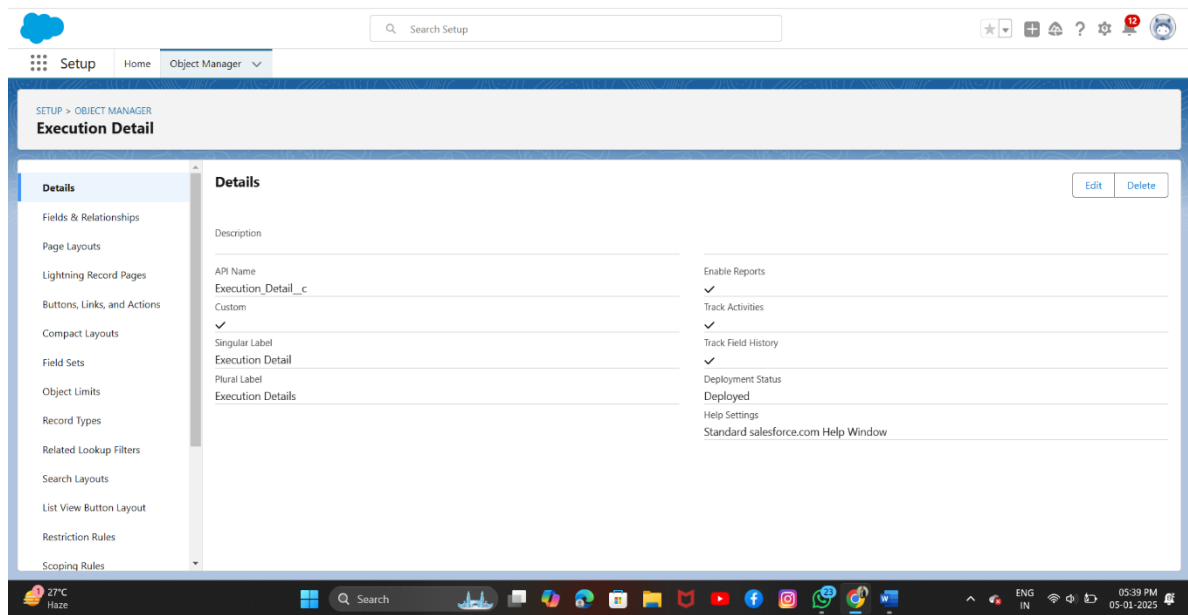 Search Setup
12
Setup
Home
Object Manager
SETUP > OBJECT MANAGER
Execution Detail
Details
Fields & Relationships
Page Layouts
Lightning Record Pages
Buttons, Links, and Actions
Compact Layouts
Field Sets
Object Limits
Record Types
Related Lookup Filters
Search Layouts
List View Button Layout
Restriction Rules
Scoping Rules
Details
Edit
Delete
Description
API Name
Execution_Detail__c
Custom
Singular Label
Execution Detail
Plural Label
Execution Details
Enable Reports
Track Activities
Track Field History
Deployment Status
Deployed
Help Settings
Standard salesforce.com Help Window
1
27°C
Haze
Search
23
ENG
IN
05:39 PM
05-01-2025